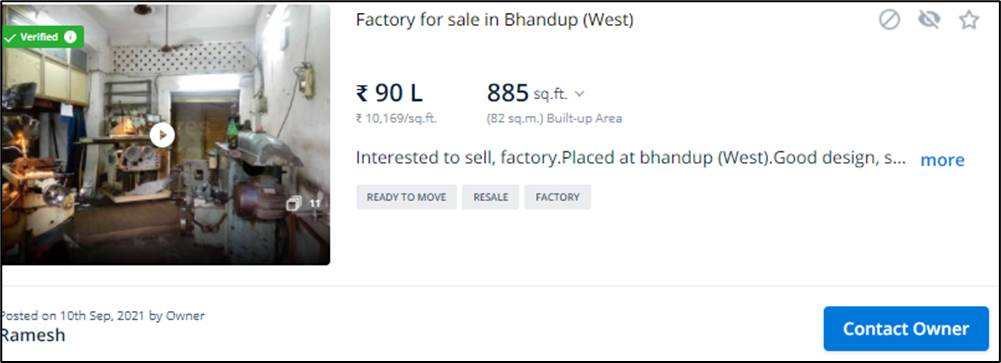 Factory for sale in Bhandup (West)
Verified
₹ 90 L
885 sq.ft.
₹ 10,169/sq.ft.
(82 sq.m.) Built-up Area
Interested to sell, factory.Placed at bhandup (West).Good design, s... more
READY TO MOVE RESALE FACTORY
11
Posted on 10th Sep, 2021 by Owner
Ramesh
Contact Owner